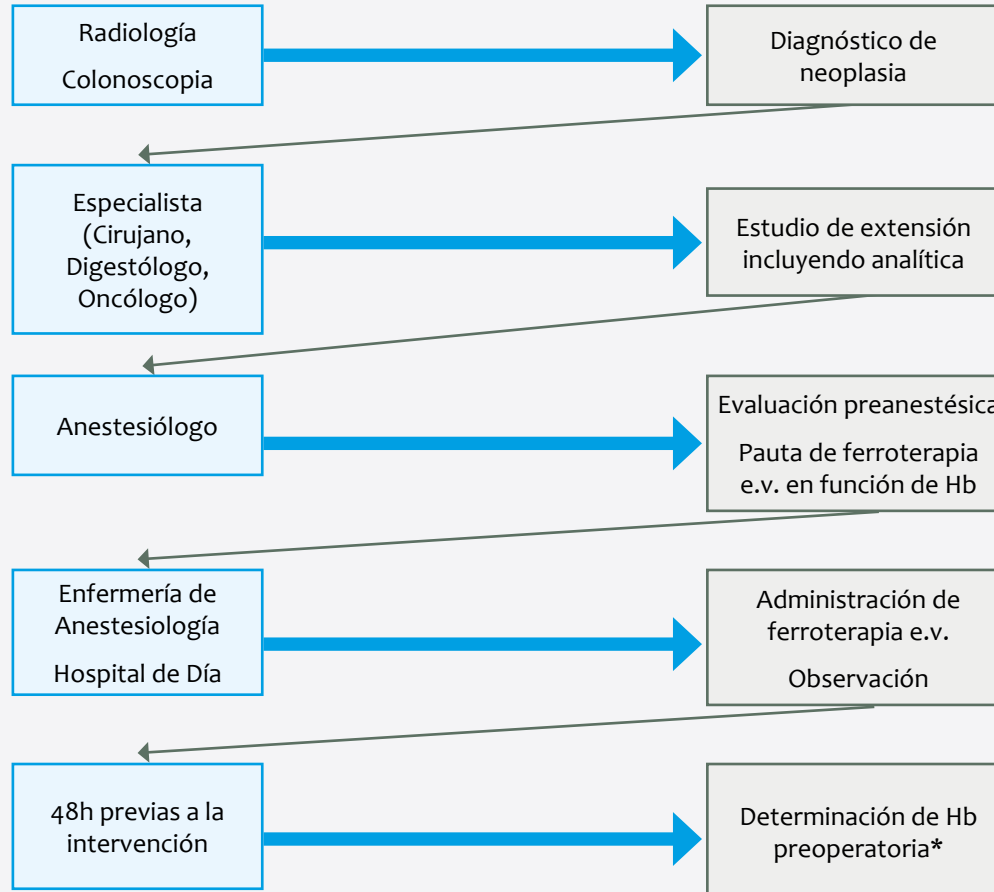 Radiología
Colonoscopia
Diagnóstico de
neoplasia
Especialista
(Cirujano,
Digestólogo,
Oncólogo)
Estudio de extensión
incluyendo analítica
Anestesiólogo
Evaluación preanestésica
Pauta de ferroterapia
e.v. en función de Hb
Enfermería de
Anestesiología
Hospital de Día
Administración de
ferroterapia e.v.
Observación
48h previas a la
intervención
Determinación de Hb
preoperatoria*